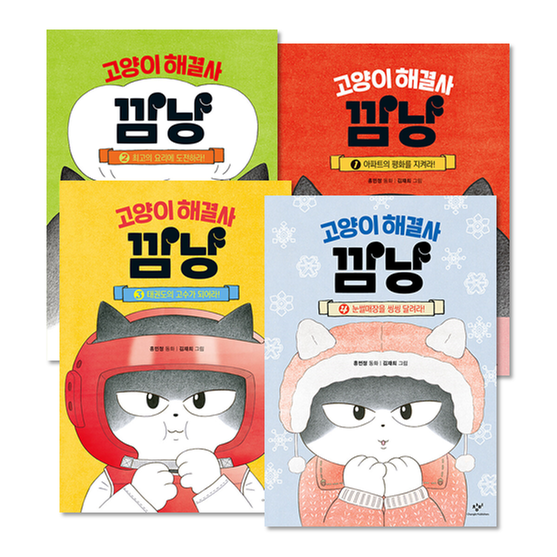 고양이 해결사
깜냥
2 최고의 요리에 도전하라!
고양이 해결사
깜냥
1 아파트의 평화를 지켜라!
홍민정 동화 | 김재희 그림
고양이 해결사
깜냥
3 태권도의 고수가 되어라!
홍민정 동화 | 김재희 그림
고양이 해결사
깜냥
4 눈썰매장을 씽씽 달려라!
홍민정 동화 | 김재희 그림